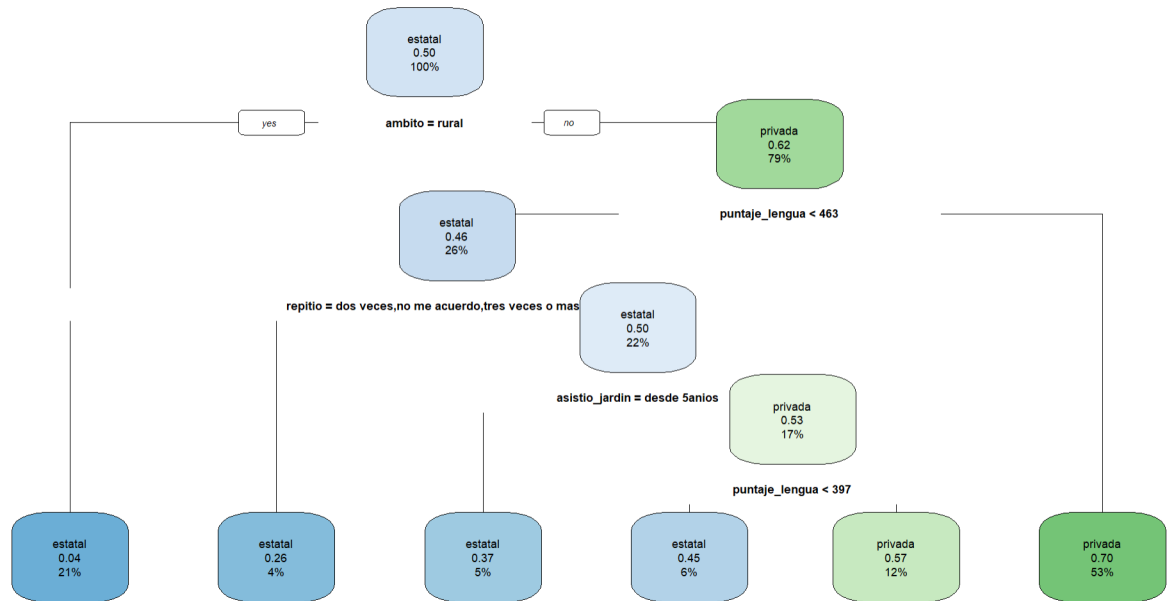 estatal
0.50
100%
yes
ambito = rural
no
privada
0.62
79%
puntaje_lengua < 463
estatal
0.46
26%
repitio = dos veces,no me acuerdo,tres veces o mas
estatal
0.50
22%
asistio_jardin = desde 5anios
privada
0.53
17%
puntaje_lengua < 397
estatal
0.04
21%
estatal
0.26
4%
estatal
0.37
5%
estatal
0.45
6%
privada
0.57
12%
privada
0.70
53%